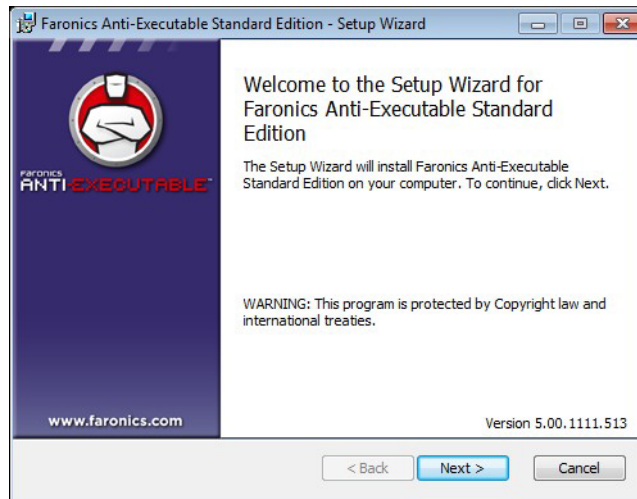 Faronics Anti-Executable Standard Edition - Setup Wizard
FARONICS
ANTI-EXECUTABLE™
Welcome to the Setup Wizard for
Faronics Anti-Executable Standard
Edition
The Setup Wizard will install Faronics Anti-Executable
Standard Edition on your computer. To continue, click Next.
WARNING: This program is protected by Copyright law and
international treaties.
www.faronics.com
Version 5.00.1111.513
< Back
Next >
Cancel